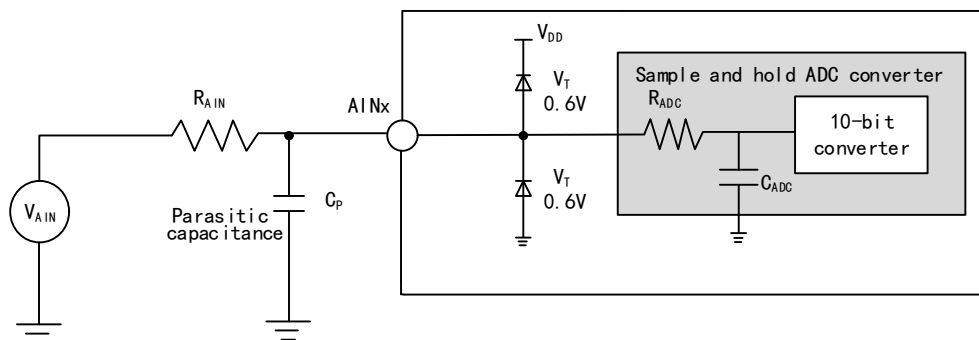 V_DD
V_T
0.6V
Sample and hold ADC converter
R_AIN
AINx
R_ADC
10-bit
converter
V_AIN
Parasitic
capacitance
C_P
V_T
0.6V
C_ADC